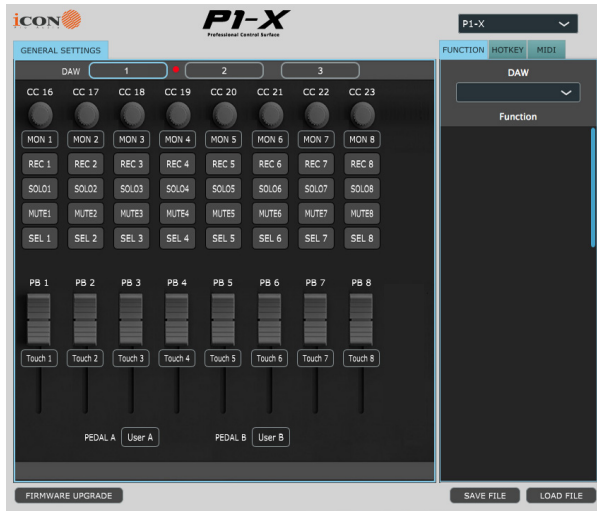 iCON
P1-X
Professional Control Surface
P1-X
GENERAL SETTINGS
FUNCTION HOTKEY MIDI
DAW 1 2 3
DAW
CC 16 CC 17 CC 18 CC 19 CC 20 CC 21 CC 22 CC 23
Function
MON 1 MON 2 MON 3 MON 4 MON 5 MON 6 MON 7 MON 8
REC 1 REC 2 REC 3 REC 4 REC 5 REC 6 REC 7 REC 8
SOLO1 SOLO2 SOLO3 SOLO4 SOLO5 SOLO6 SOLO7 SOLO8
MUTE1 MUTE2 MUTE3 MUTE4 MUTE5 MUTE6 MUTE7 MUTE8
SEL 1 SEL 2 SEL 3 SEL 4 SEL 5 SEL 6 SEL 7 SEL 8
PB 1 PB 2 PB 3 PB 4 PB 5 PB 6 PB 7 PB 8
Touch 1 Touch 2 Touch 3 Touch 4 Touch 5 Touch 6 Touch 7 Touch 8
PEDAL A User A PEDAL B User B
FIRMWARE UPGRADE SAVE FILE LOAD FILE